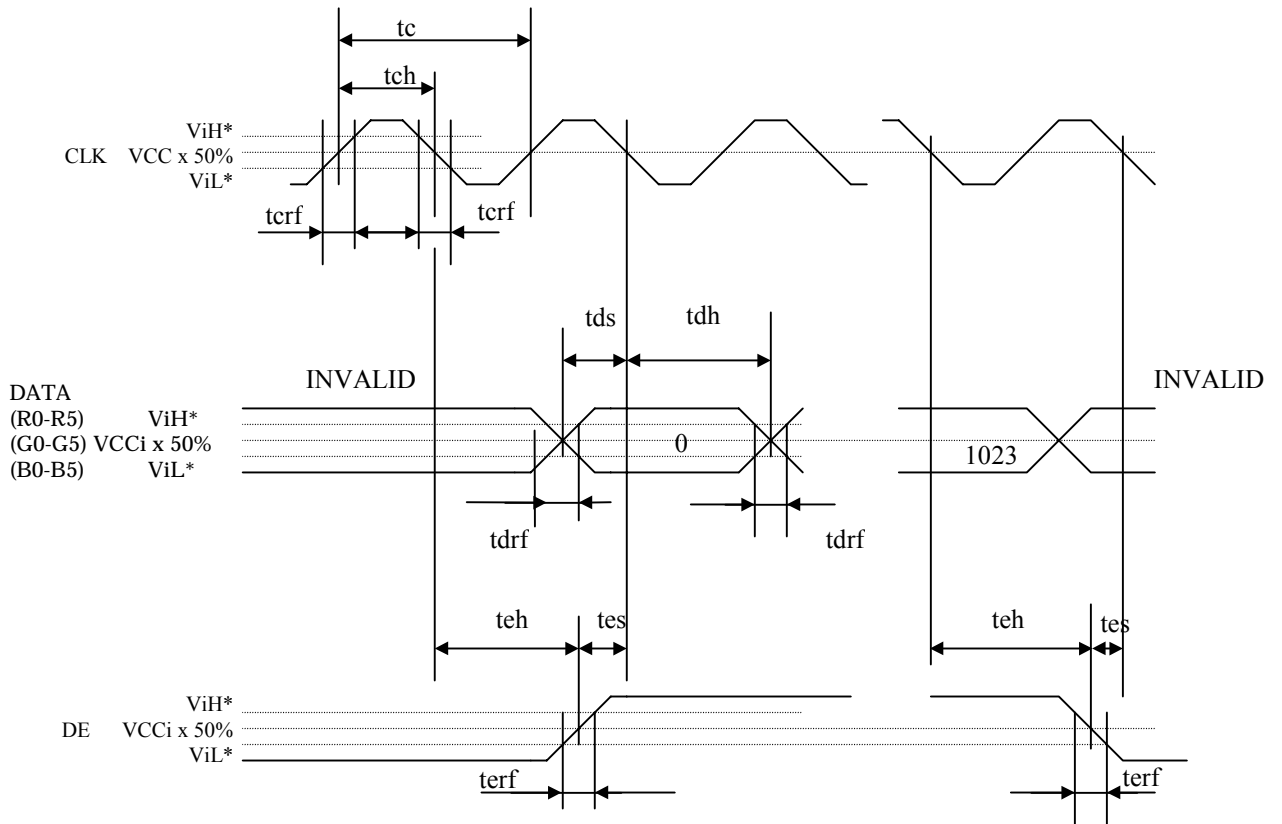 tc
tch
ViH*
CLK VCC x 50%
ViL*
tcrf tcrf
tds tdh
INVALID INVALID
DATA
(R0-R5) ViH*
(G0-G5) VCCi x 50% 0
(B0-B5) ViL* 1023
tdrf tdrf
teh tes teh tes
ViH*
DE VCCi x 50%
ViL*
terf terf